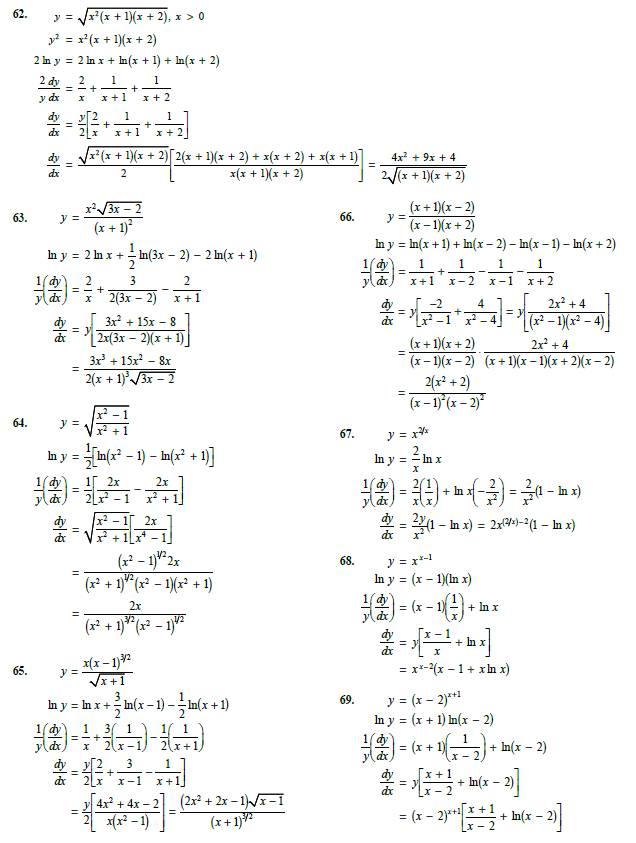 62. y = √(x²(x + 1)(x + 2)), x > 0
y² = x²(x + 1)(x + 2)
2 ln y = 2 ln x + ln(x + 1) + ln(x + 2)
2/y dy/dx = 2/x + 1/(x + 1) + 1/(x + 2)
dy/dx = y/2[2/x + 1/(x + 1) + 1/(x + 2)]
dy/dx = √(x²(x + 1)(x + 2))/2 [(2(x + 1)(x + 2) + x(x + 2) + x(x + 1))/(x(x + 1)(x + 2))] = (4x² + 9x + 4)/(2√((x + 1)(x + 2)))
63. y = x²√(3x − 2)/(x + 1)²
ln y = 2 ln x + 1/2 ln(3x − 2) − 2 ln(x + 1)
1/y(dy/dx) = 2/x + 3/(2(3x − 2)) − 2/(x + 1)
dy/dx = y[(3x² + 15x − 8)/(2x(3x − 2)(x + 1))]
= (3x³ + 15x² − 8x)/(2(x + 1)³√(3x − 2))
64. y = √((x² − 1)/(x² + 1))
ln y = 1/2[ln(x² − 1) − ln(x² + 1)]
1/y(dy/dx) = 1/2[2x/(x² − 1) − 2x/(x² + 1)]
dy/dx = √((x² − 1)/(x² + 1))[2x/(x⁴ − 1)]
= (x² − 1)^(1/2) 2x/((x² + 1)^(1/2)(x² − 1)(x² + 1))
= 2x/((x² + 1)^(3/2)(x² − 1)^(1/2))
65. y = x(x − 1)^(3/2)/√(x + 1)
ln y = ln x + 3/2 ln(x − 1) − 1/2 ln(x + 1)
1/y(dy/dx) = 1/x + 3/2(1/(x − 1)) − 1/2(1/(x + 1))
dy/dx = y/2[2/x + 3/(x − 1) − 1/(x + 1)]
= y/2[(4x² + 4x − 2)/(x(x² − 1))] = (2x² + 2x − 1)√(x − 1)/(x + 1)^(3/2)
66. y = (x + 1)(x − 2)/((x − 1)(x + 2))
ln y = ln(x + 1) + ln(x − 2) − ln(x − 1) − ln(x + 2)
1/y(dy/dx) = 1/(x + 1) + 1/(x − 2) − 1/(x − 1) − 1/(x + 2)
dy/dx = y[−2/(x² − 1) + 4/(x² − 4)] = y[(2x² + 4)/((x² − 1)(x² − 4))]
= (x + 1)(x + 2)/((x − 1)(x − 2)) · (2x² + 4)/((x + 1)(x − 1)(x + 2)(x − 2))
= 2(x² + 2)/((x − 1)²(x − 2)²)
67. y = x^(2/x)
ln y = 2/x ln x
1/y(dy/dx) = 2/x(1/x) + ln x(−2/x²) = 2/x²(1 − ln x)
dy/dx = 2y/x²(1 − ln x) = 2x^((2/x)−2)(1 − ln x)
68. y = x^(x−1)
ln y = (x − 1)(ln x)
1/y(dy/dx) = (x − 1)(1/x) + ln x
dy/dx = y[(x − 1)/x + ln x]
= x^(x−2)(x − 1 + x ln x)
69. y = (x − 2)^(x+1)
ln y = (x + 1) ln(x − 2)
1/y(dy/dx) = (x + 1)(1/(x − 2)) + ln(x − 2)
dy/dx = y[(x + 1)/(x − 2) + ln(x − 2)]
= (x − 2)^(x+1)[(x + 1)/(x − 2) + ln(x − 2)]